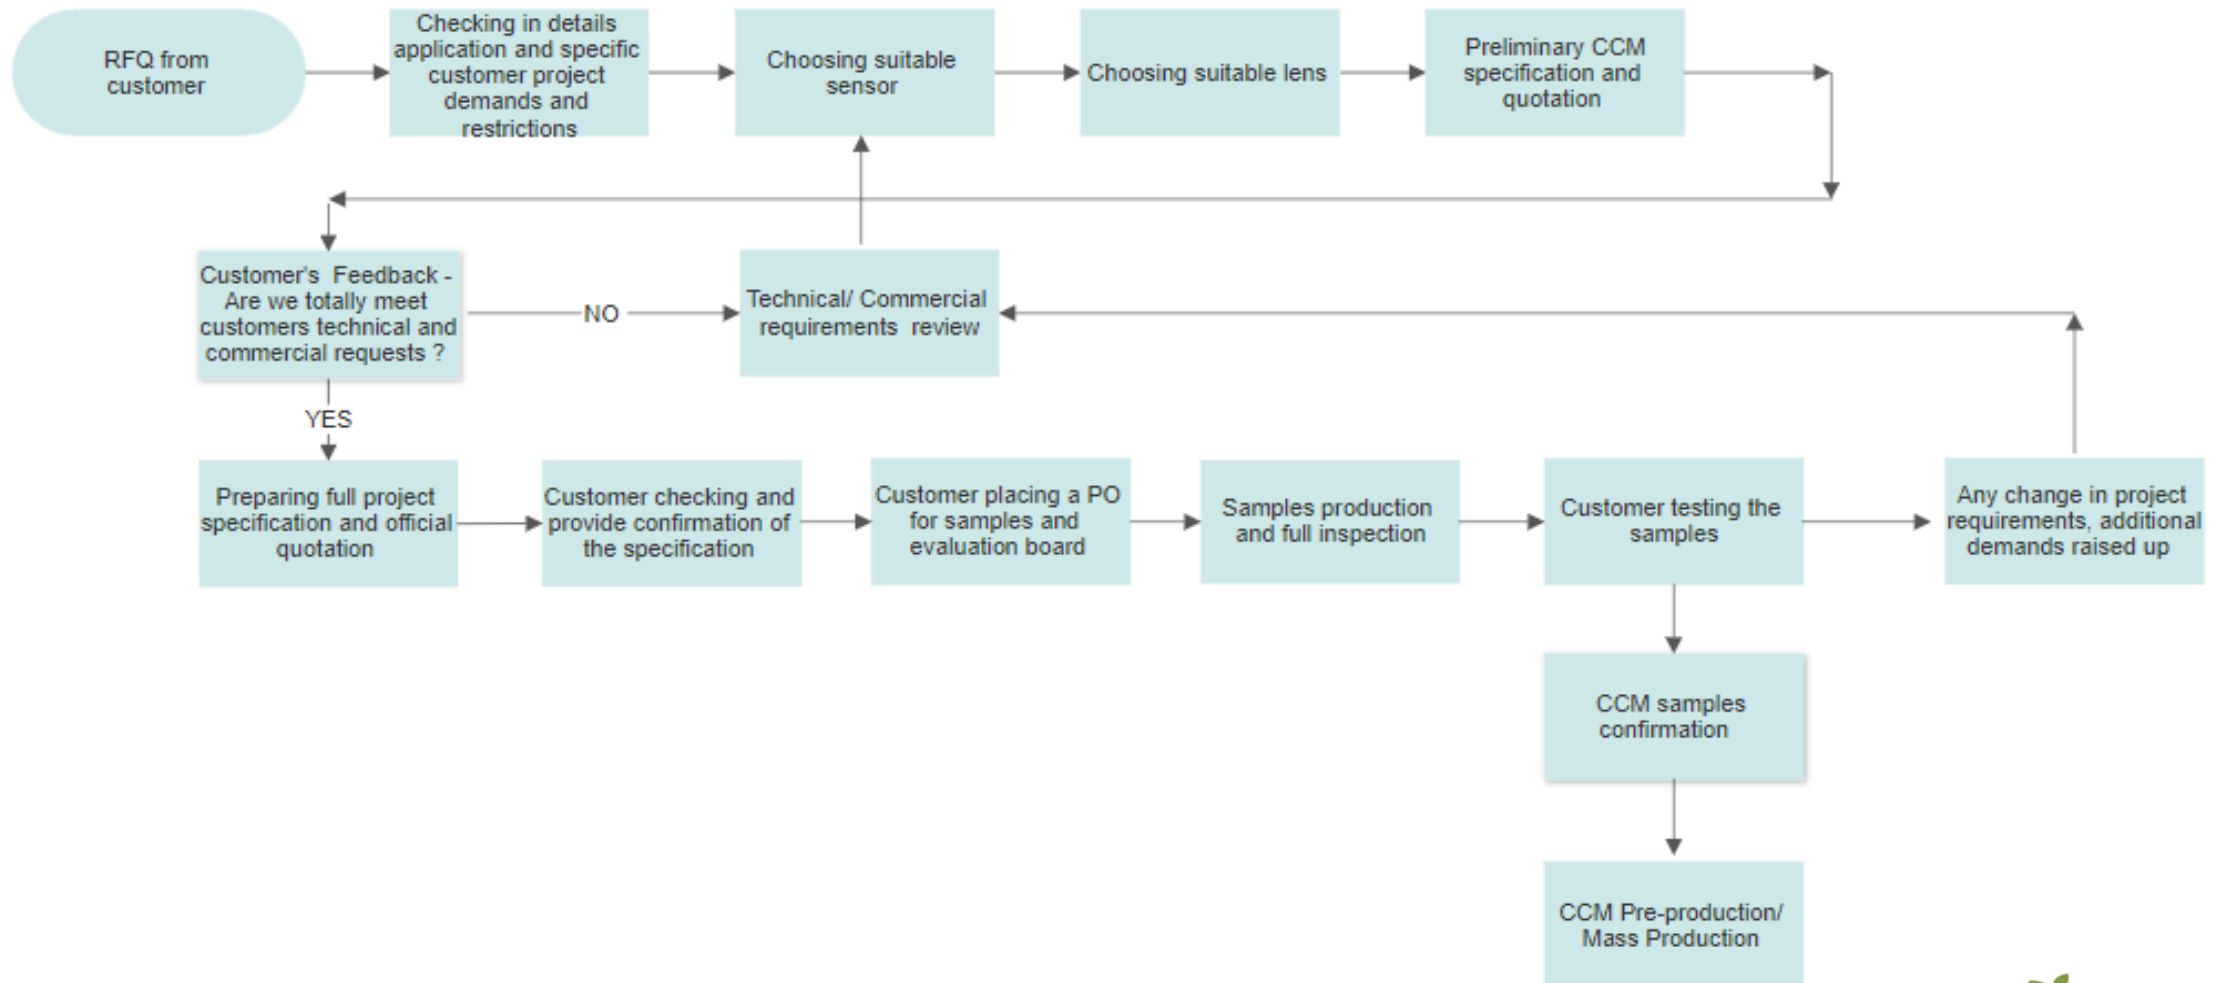 RFQ from
customer
Checking in details
application and specific
customer project
demands and
restrictions
Choosing suitable
sensor
Choosing suitable lens
Preliminary CCM
specification and
quotation
Customer's  Feedback -
Are we totally meet
customers technical and
commercial requests ?
NO
Technical/ Commercial
requirements  review
YES
Preparing full project
specification and official
quotation
Customer checking and
provide confirmation of
the specification
Customer placing a PO
for samples and
evaluation board
Samples production
and full inspection
Customer testing the
samples
Any change in project
requirements, additional
demands raised up
CCM samples
confirmation
CCM Pre-production/
Mass Production